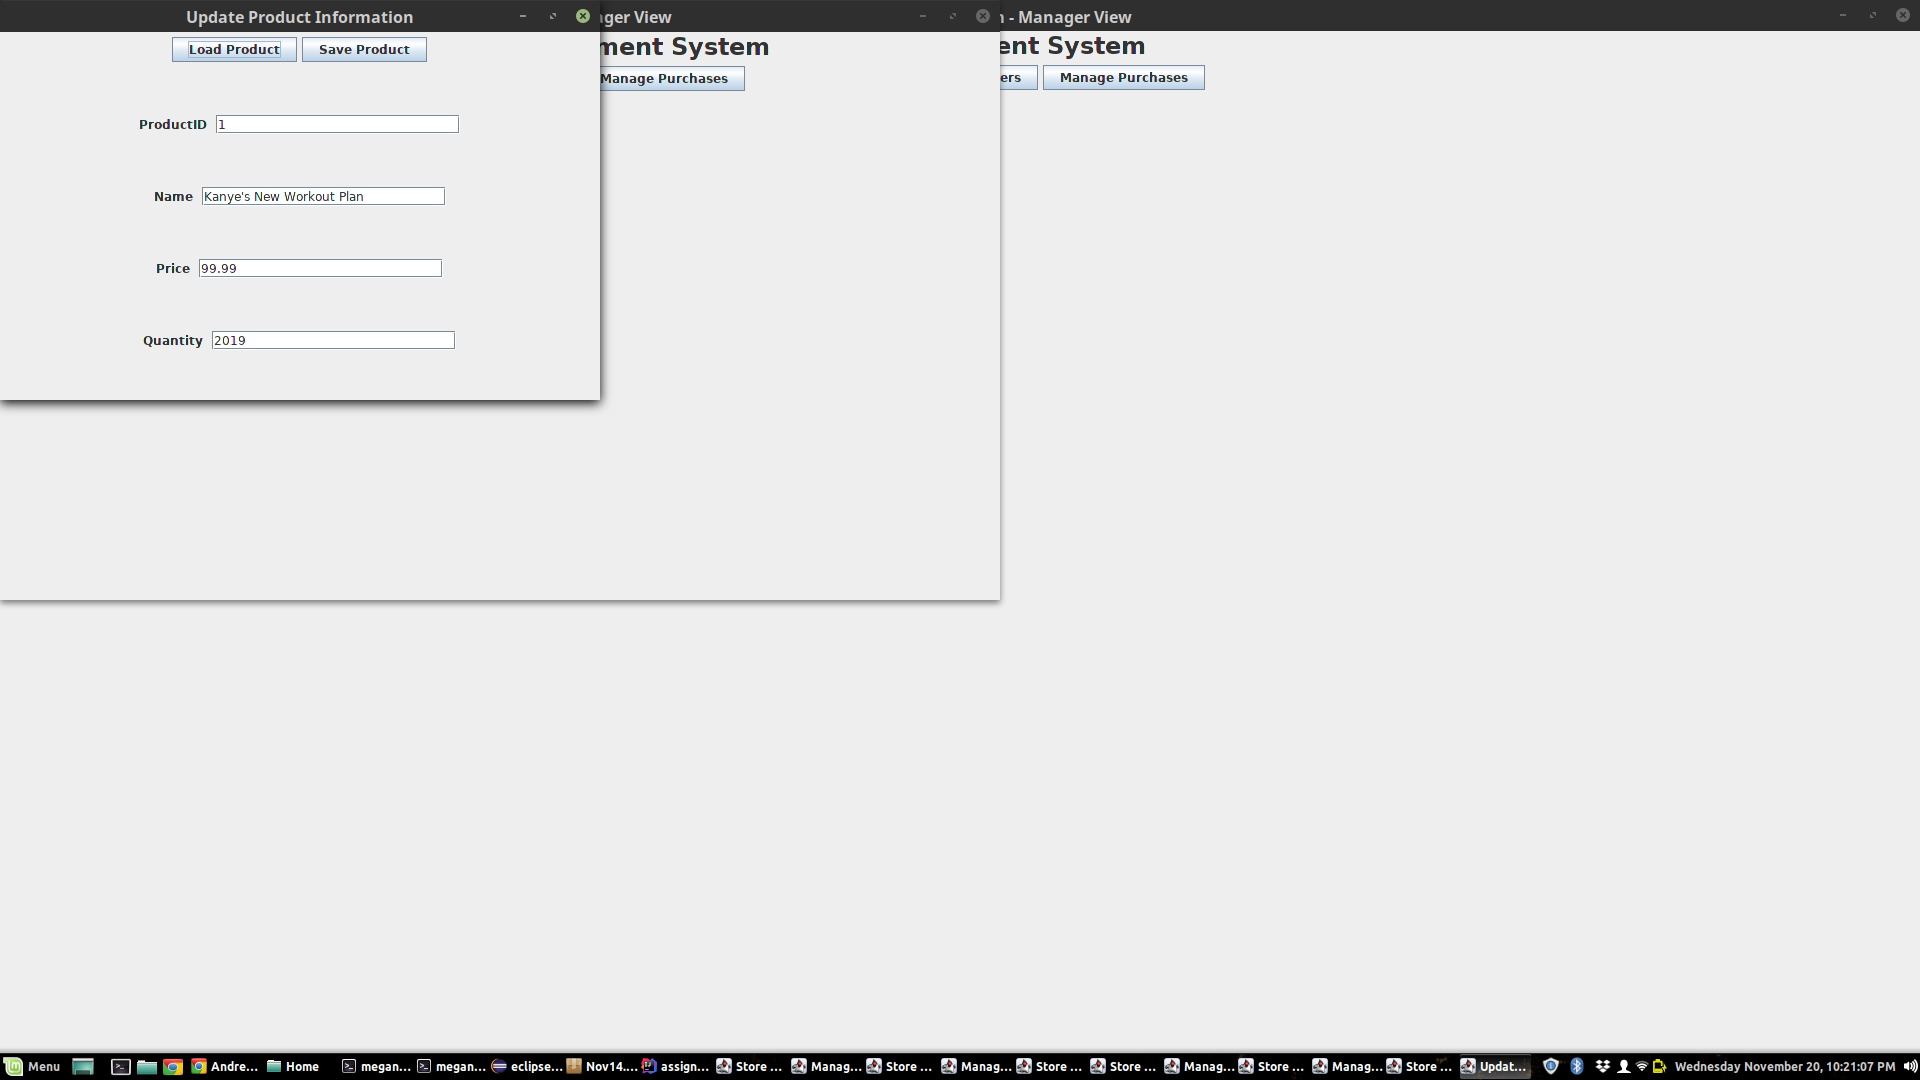 Update Product Information
Load Product Save Product
ProductID 1
Name Kanye's New Workout Plan
Price 99.99
Quantity 2019
ger View
ment System
Manage Purchases
- Manager View
ent System
ers Manage Purchases
Menu Andre... Home megan... megan... eclipse... Nov14.... assign... Store ... Manag... Store ... Manag... Store ... Store ... Manag... Store ... Manag... Store ... Updat... Wednesday November 20, 10:21:07 PM